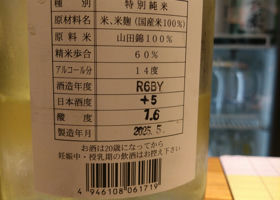 種 別 特別純米
原材料名 米、米麹(国産米100%)
原料米 山田錦100%
精米歩合 60%
アルコール分 14度
酒造年度 R6BY
日本酒度 +5
酸度 1.6
製造年月 2025.5
お酒は20歳になってから
妊娠中・授乳期の飲酒はお控え下さい
4 946108 061719